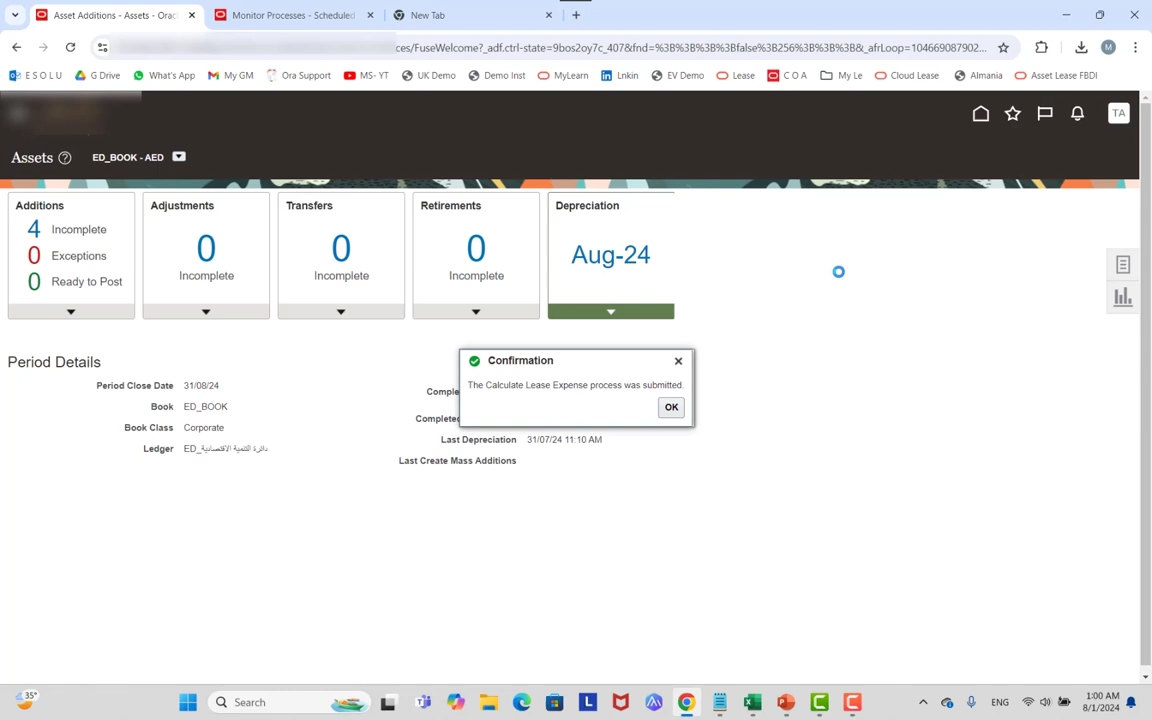 Asset Additions - Assets - Orac
Monitor Processes - Scheduled
New Tab
ces/FuseWelcome?_adf.ctrl-state=9bos2oy7c_407&fnd=%3B%3B%3B%3Bfalse%3B256%3B%3B%3B&_afrLoop=104669087902...
M
E S O L U
G Drive
What's App
My GM
Ora Support
MS- YT
UK Demo
Demo Inst
MyLearn
Lnkin
EV Demo
Lease
C O A
My Le
Cloud Lease
Almania
Asset Lease FBDI
TA
Assets
ED_BOOK - AED
Additions
4 Incomplete
0 Exceptions
0 Ready to Post
Adjustments
0
Incomplete
Transfers
0
Incomplete
Retirements
0
Incomplete
Depreciation
Aug-24
Period Details
Period Close Date 31/08/24
Book ED_BOOK
Book Class Corporate
Ledger ED_دائرة التنمية الاقتصادية
Comple
Completed
Last Depreciation 31/07/24 11:10 AM
Last Create Mass Additions
Confirmation
The Calculate Lease Expense process was submitted.
OK
35°
Search
ENG
1:00 AM
8/1/2024